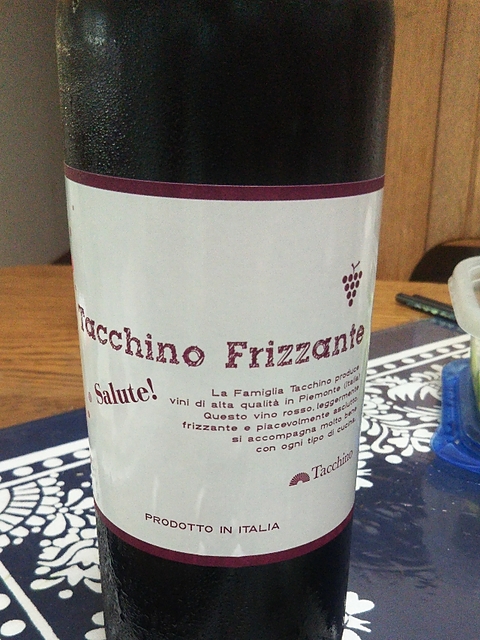 Tacchino Frizzante
Salute!
La Famiglia Tacchino produce
vini di alta qualità in Piemonte (Italia)
Questo vino rosso, leggermente
frizzante e piacevolmente asciutto,
si accompagna molto bene
con ogni tipo di cucina.
Tacchino
PRODOTTO IN ITALIA